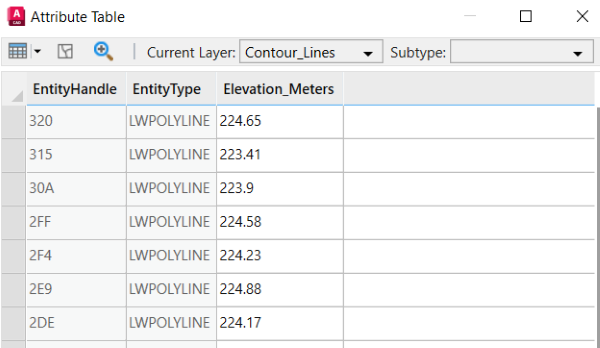 A
CAD
Attribute Table
Current Layer: Contour_Lines Subtype:
EntityHandle EntityType Elevation_Meters
320 LWPOLYLINE 224.65
315 LWPOLYLINE 223.41
30A LWPOLYLINE 223.9
2FF LWPOLYLINE 224.58
2F4 LWPOLYLINE 224.23
2E9 LWPOLYLINE 224.88
2DE LWPOLYLINE 224.17